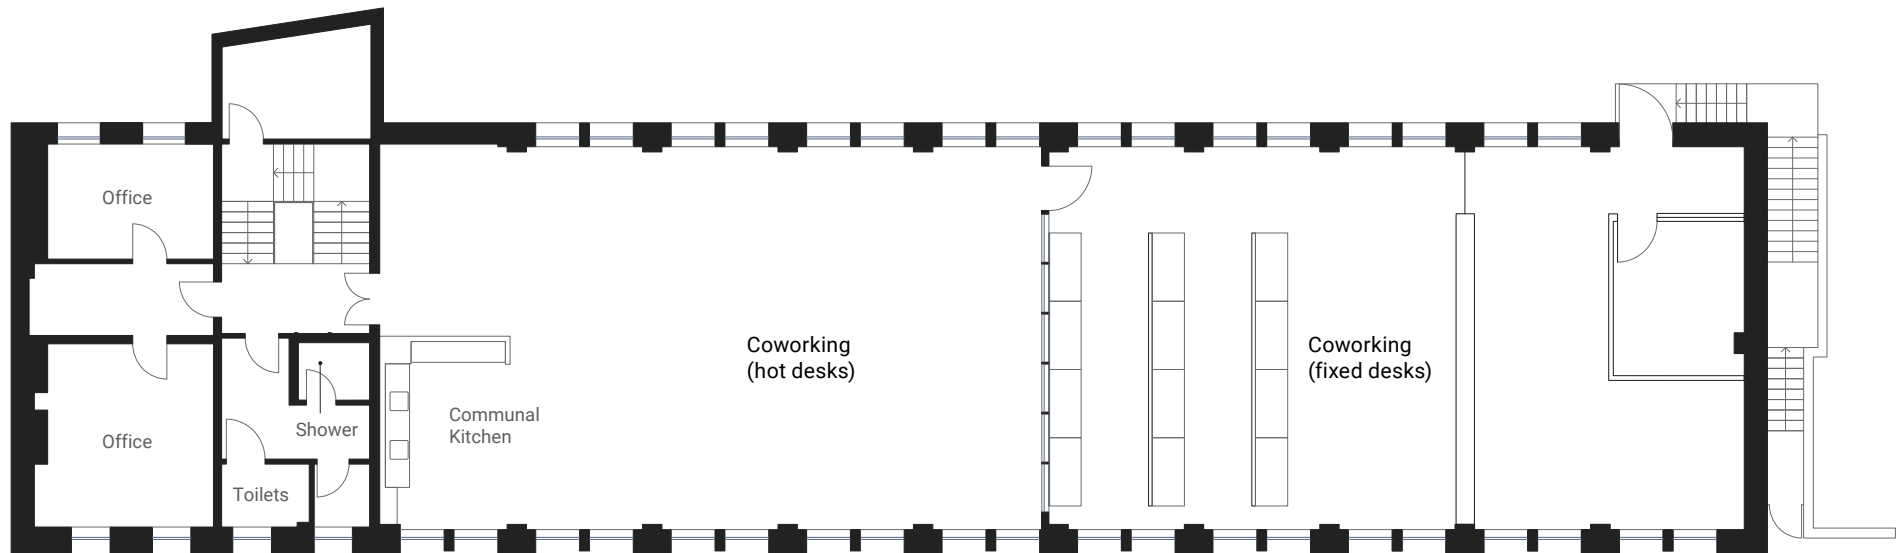 Office
Coworking
(hot desks)
Coworking
(fixed desks)
Communal
Kitchen
Shower
Office
Toilets